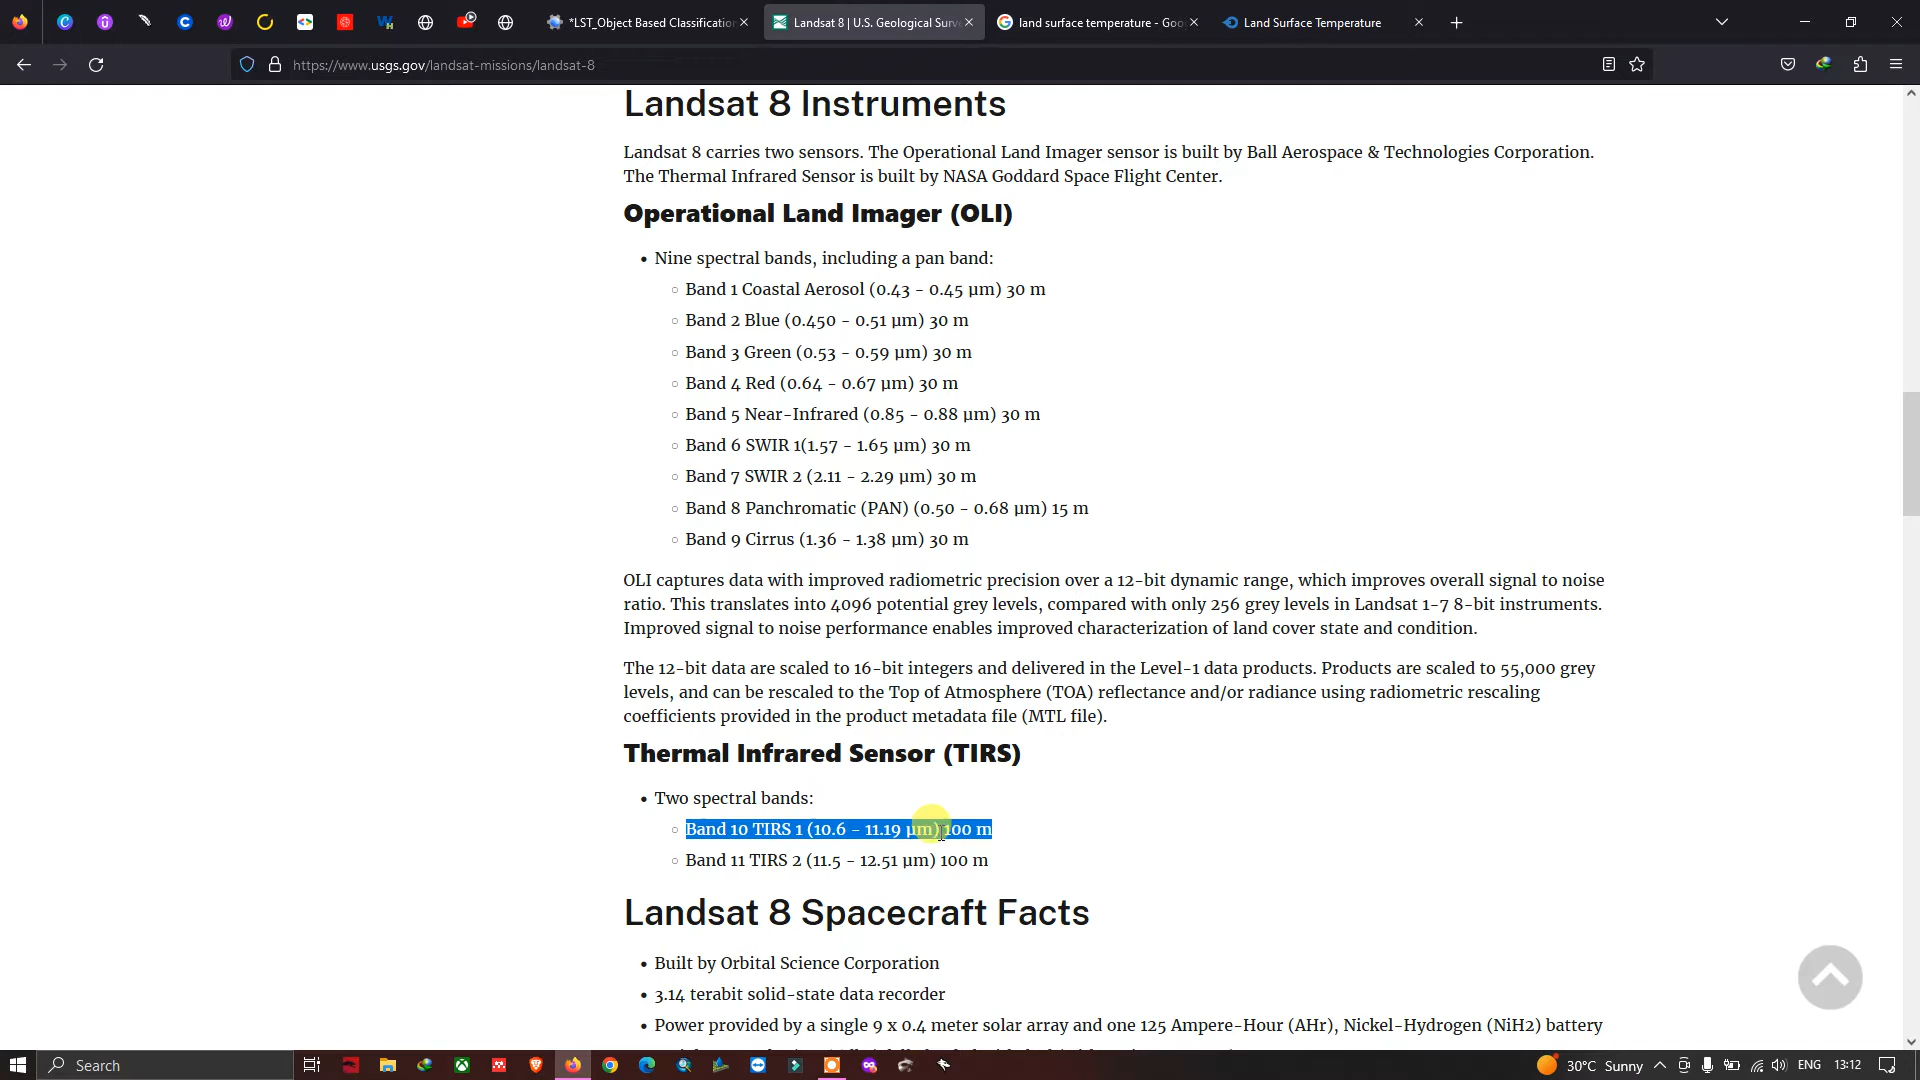 *LST_Object Based Classification
Landsat 8 | U.S. Geological Surve
land surface temperature - Goo
Land Surface Temperature
https://www.usgs.gov/landsat-missions/landsat-8
Landsat 8 Instruments
Landsat 8 carries two sensors. The Operational Land Imager sensor is built by Ball Aerospace & Technologies Corporation.
The Thermal Infrared Sensor is built by NASA Goddard Space Flight Center.
Operational Land Imager (OLI)
• Nine spectral bands, including a pan band:
○ Band 1 Coastal Aerosol (0.43 - 0.45 µm) 30 m
○ Band 2 Blue (0.450 - 0.51 µm) 30 m
○ Band 3 Green (0.53 - 0.59 µm) 30 m
○ Band 4 Red (0.64 - 0.67 µm) 30 m
○ Band 5 Near-Infrared (0.85 - 0.88 µm) 30 m
○ Band 6 SWIR 1(1.57 - 1.65 µm) 30 m
○ Band 7 SWIR 2 (2.11 - 2.29 µm) 30 m
○ Band 8 Panchromatic (PAN) (0.50 - 0.68 µm) 15 m
○ Band 9 Cirrus (1.36 - 1.38 µm) 30 m
OLI captures data with improved radiometric precision over a 12-bit dynamic range, which improves overall signal to noise
ratio. This translates into 4096 potential grey levels, compared with only 256 grey levels in Landsat 1-7 8-bit instruments.
Improved signal to noise performance enables improved characterization of land cover state and condition.
The 12-bit data are scaled to 16-bit integers and delivered in the Level-1 data products. Products are scaled to 55,000 grey
levels, and can be rescaled to the Top of Atmosphere (TOA) reflectance and/or radiance using radiometric rescaling
coefficients provided in the product metadata file (MTL file).
Thermal Infrared Sensor (TIRS)
• Two spectral bands:
○ Band 10 TIRS 1 (10.6 - 11.19 µm) 100 m
○ Band 11 TIRS 2 (11.5 - 12.51 µm) 100 m
Landsat 8 Spacecraft Facts
• Built by Orbital Science Corporation
• 3.14 terabit solid-state data recorder
• Power provided by a single 9 x 0.4 meter solar array and one 125 Ampere-Hour (AHr), Nickel-Hydrogen (NiH2) battery
Search
30°C Sunny
ENG
13:12